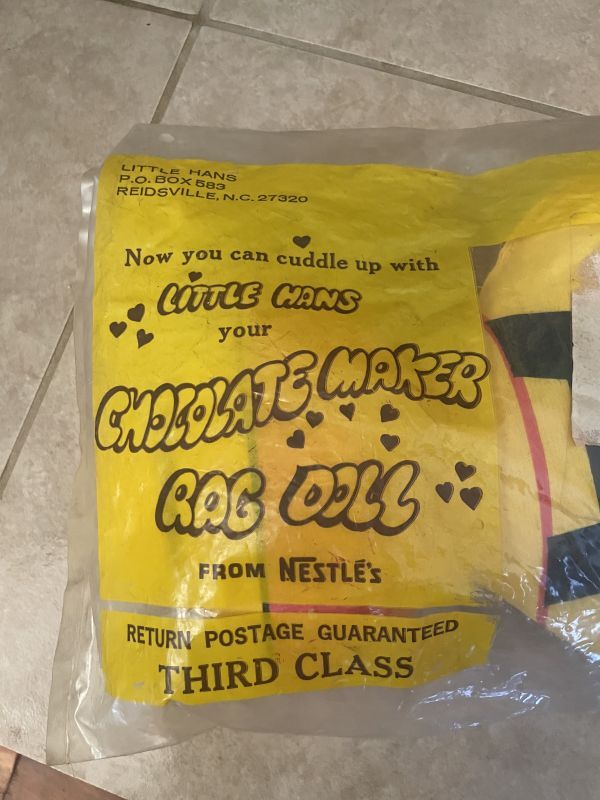 LITTLE HANS
P.O. BOX 583
REIDSVILLE, N.C. 27320
Now you can cuddle up with
LITTLE HANS
your
CHOCOLATE MAKER
RAG DOLL
FROM NESTLÉ'S
RETURN POSTAGE GUARANTEED
THIRD CLASS